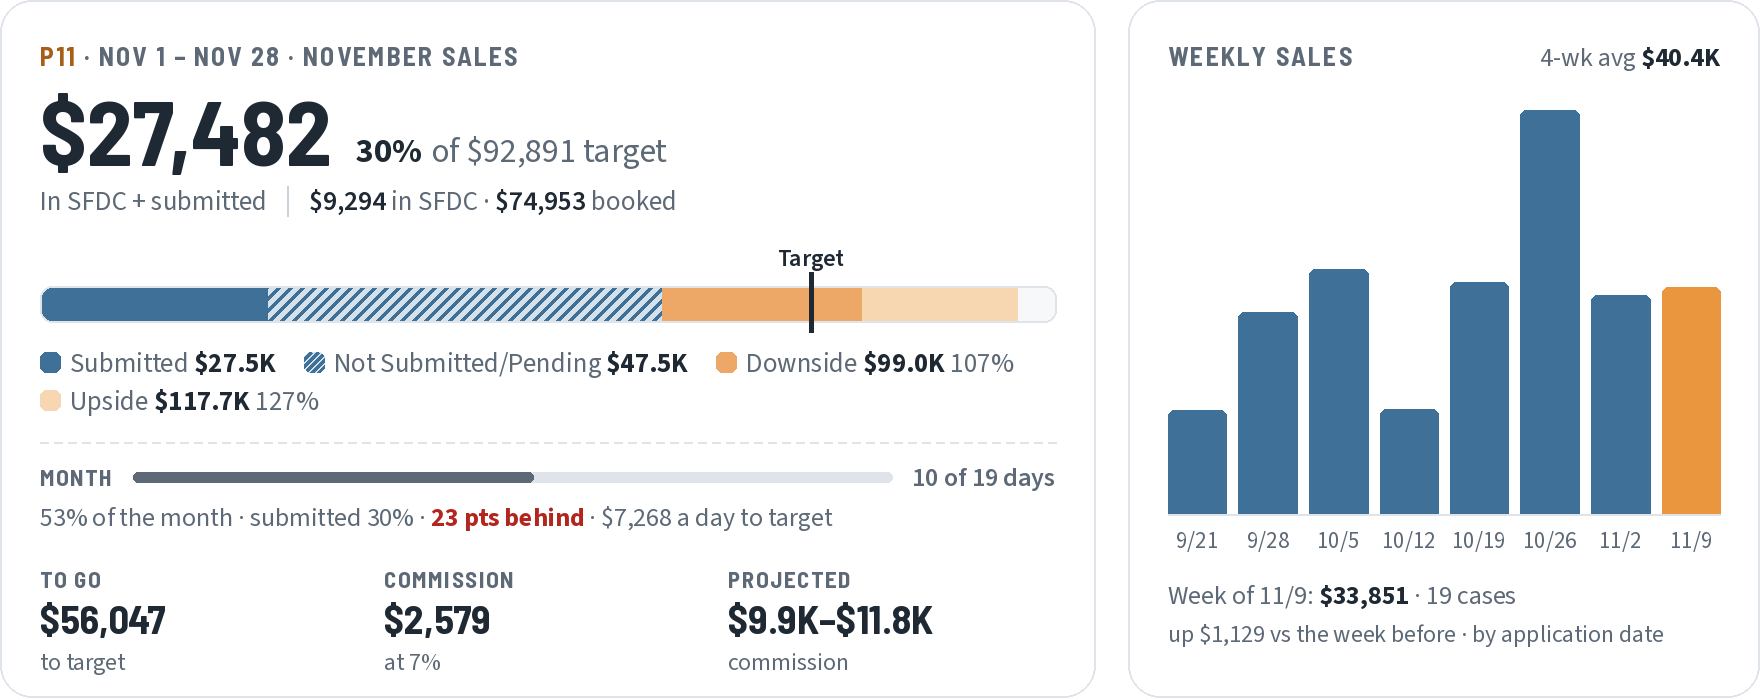 P11 · NOV 1 – NOV 28 · NOVEMBER SALES
$27,482 30% of $92,891 target
In SFDC + submitted $9,294 in SFDC · $74,953 booked
Target
Submitted $27.5K Not Submitted/Pending $47.5K Downside $99.0K 107%
Upside $117.7K 127%
MONTH 10 of 19 days
53% of the month · submitted 30% · 23 pts behind · $7,268 a day to target
TO GO COMMISSION PROJECTED
$56,047 $2,579 $9.9K–$11.8K
to target at 7% commission
WEEKLY SALES 4-wk avg $40.4K
9/21 9/28 10/5 10/12 10/19 10/26 11/2 11/9
Week of 11/9: $33,851 · 19 cases
up $1,129 vs the week before · by application date